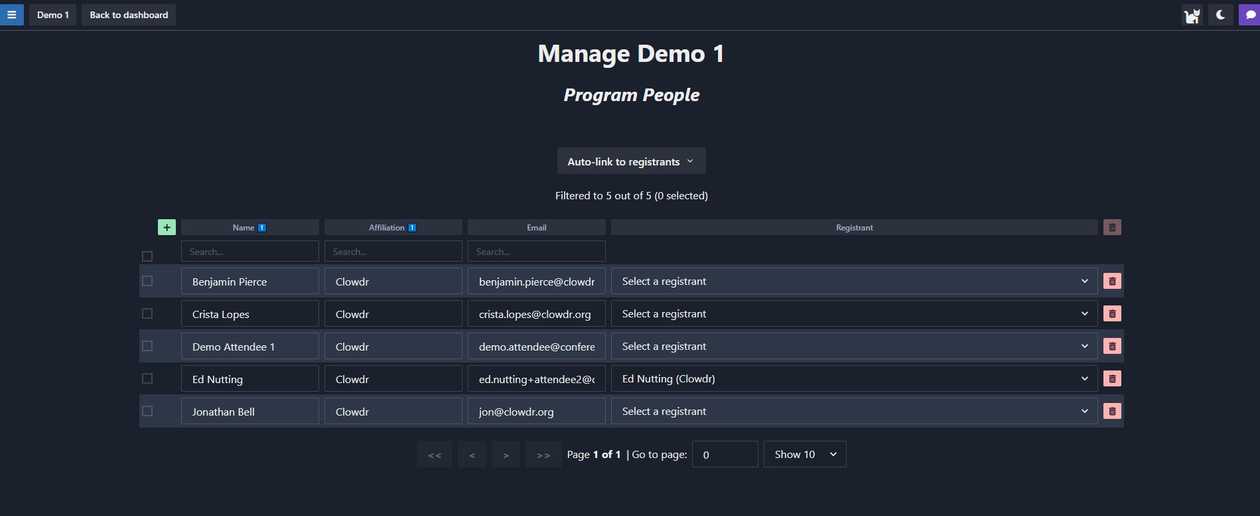 Demo 1 Back to dashboard
Manage Demo 1
Program People
Auto-link to registrants
Filtered to 5 out of 5 (0 selected)
+ Name 1 Affiliation 1 Email Registrant
Search... Search... Search...
Benjamin Pierce Clowdr benjamin.pierce@clowdr Select a registrant
Crista Lopes Clowdr crista.lopes@clowdr.org Select a registrant
Demo Attendee 1 Clowdr demo.attendee@confere Select a registrant
Ed Nutting Clowdr ed.nutting+attendee2@c Ed Nutting (Clowdr)
Jonathan Bell Clowdr jon@clowdr.org Select a registrant
<< < > >> Page 1 of 1 | Go to page: 0 Show 10